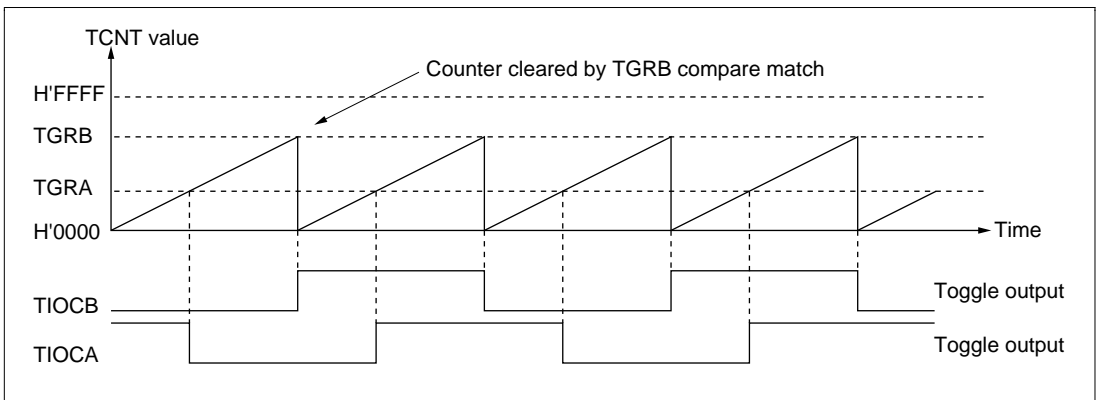 TCNT value
Counter cleared by TGRB compare match
H'FFFF
TGRB
TGRA
H'0000
Time
TIOCB
Toggle output
TIOCA
Toggle output